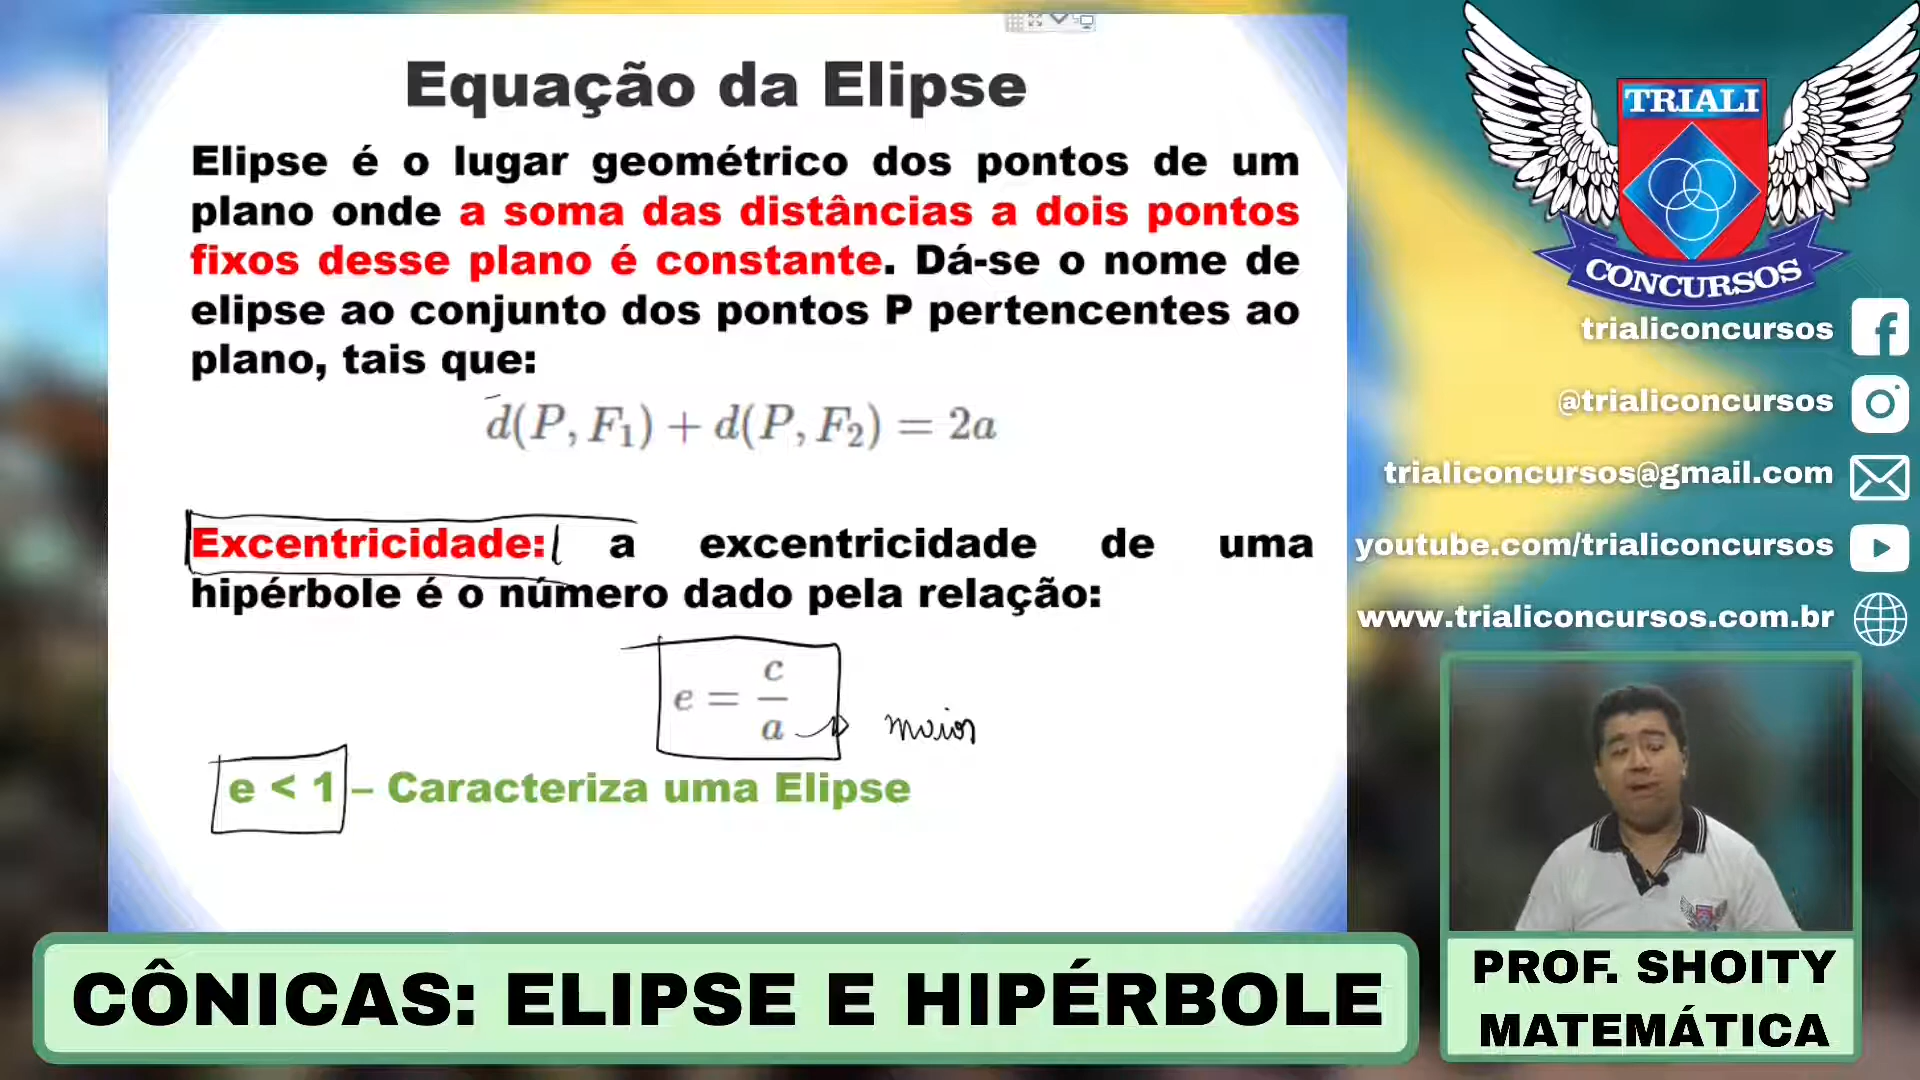 Equação da Elipse
Elipse é o lugar geométrico dos pontos de um
plano onde a soma das distâncias a dois pontos
fixos desse plano é constante. Dá-se o nome de
elipse ao conjunto dos pontos P pertencentes ao
plano, tais que:
d(P, F₁) + d(P, F₂) = 2a
Excentricidade: a excentricidade de uma
hipérbole é o número dado pela relação:
e = c/a
maior
e < 1 – Caracteriza uma Elipse
TRIALI
CONCURSOS
trialiconcursos
@trialiconcursos
trialiconcursos@gmail.com
youtube.com/trialiconcursos
www.trialiconcursos.com.br
CÔNICAS: ELIPSE E HIPÉRBOLE
PROF. SHOITY
MATEMÁTICA